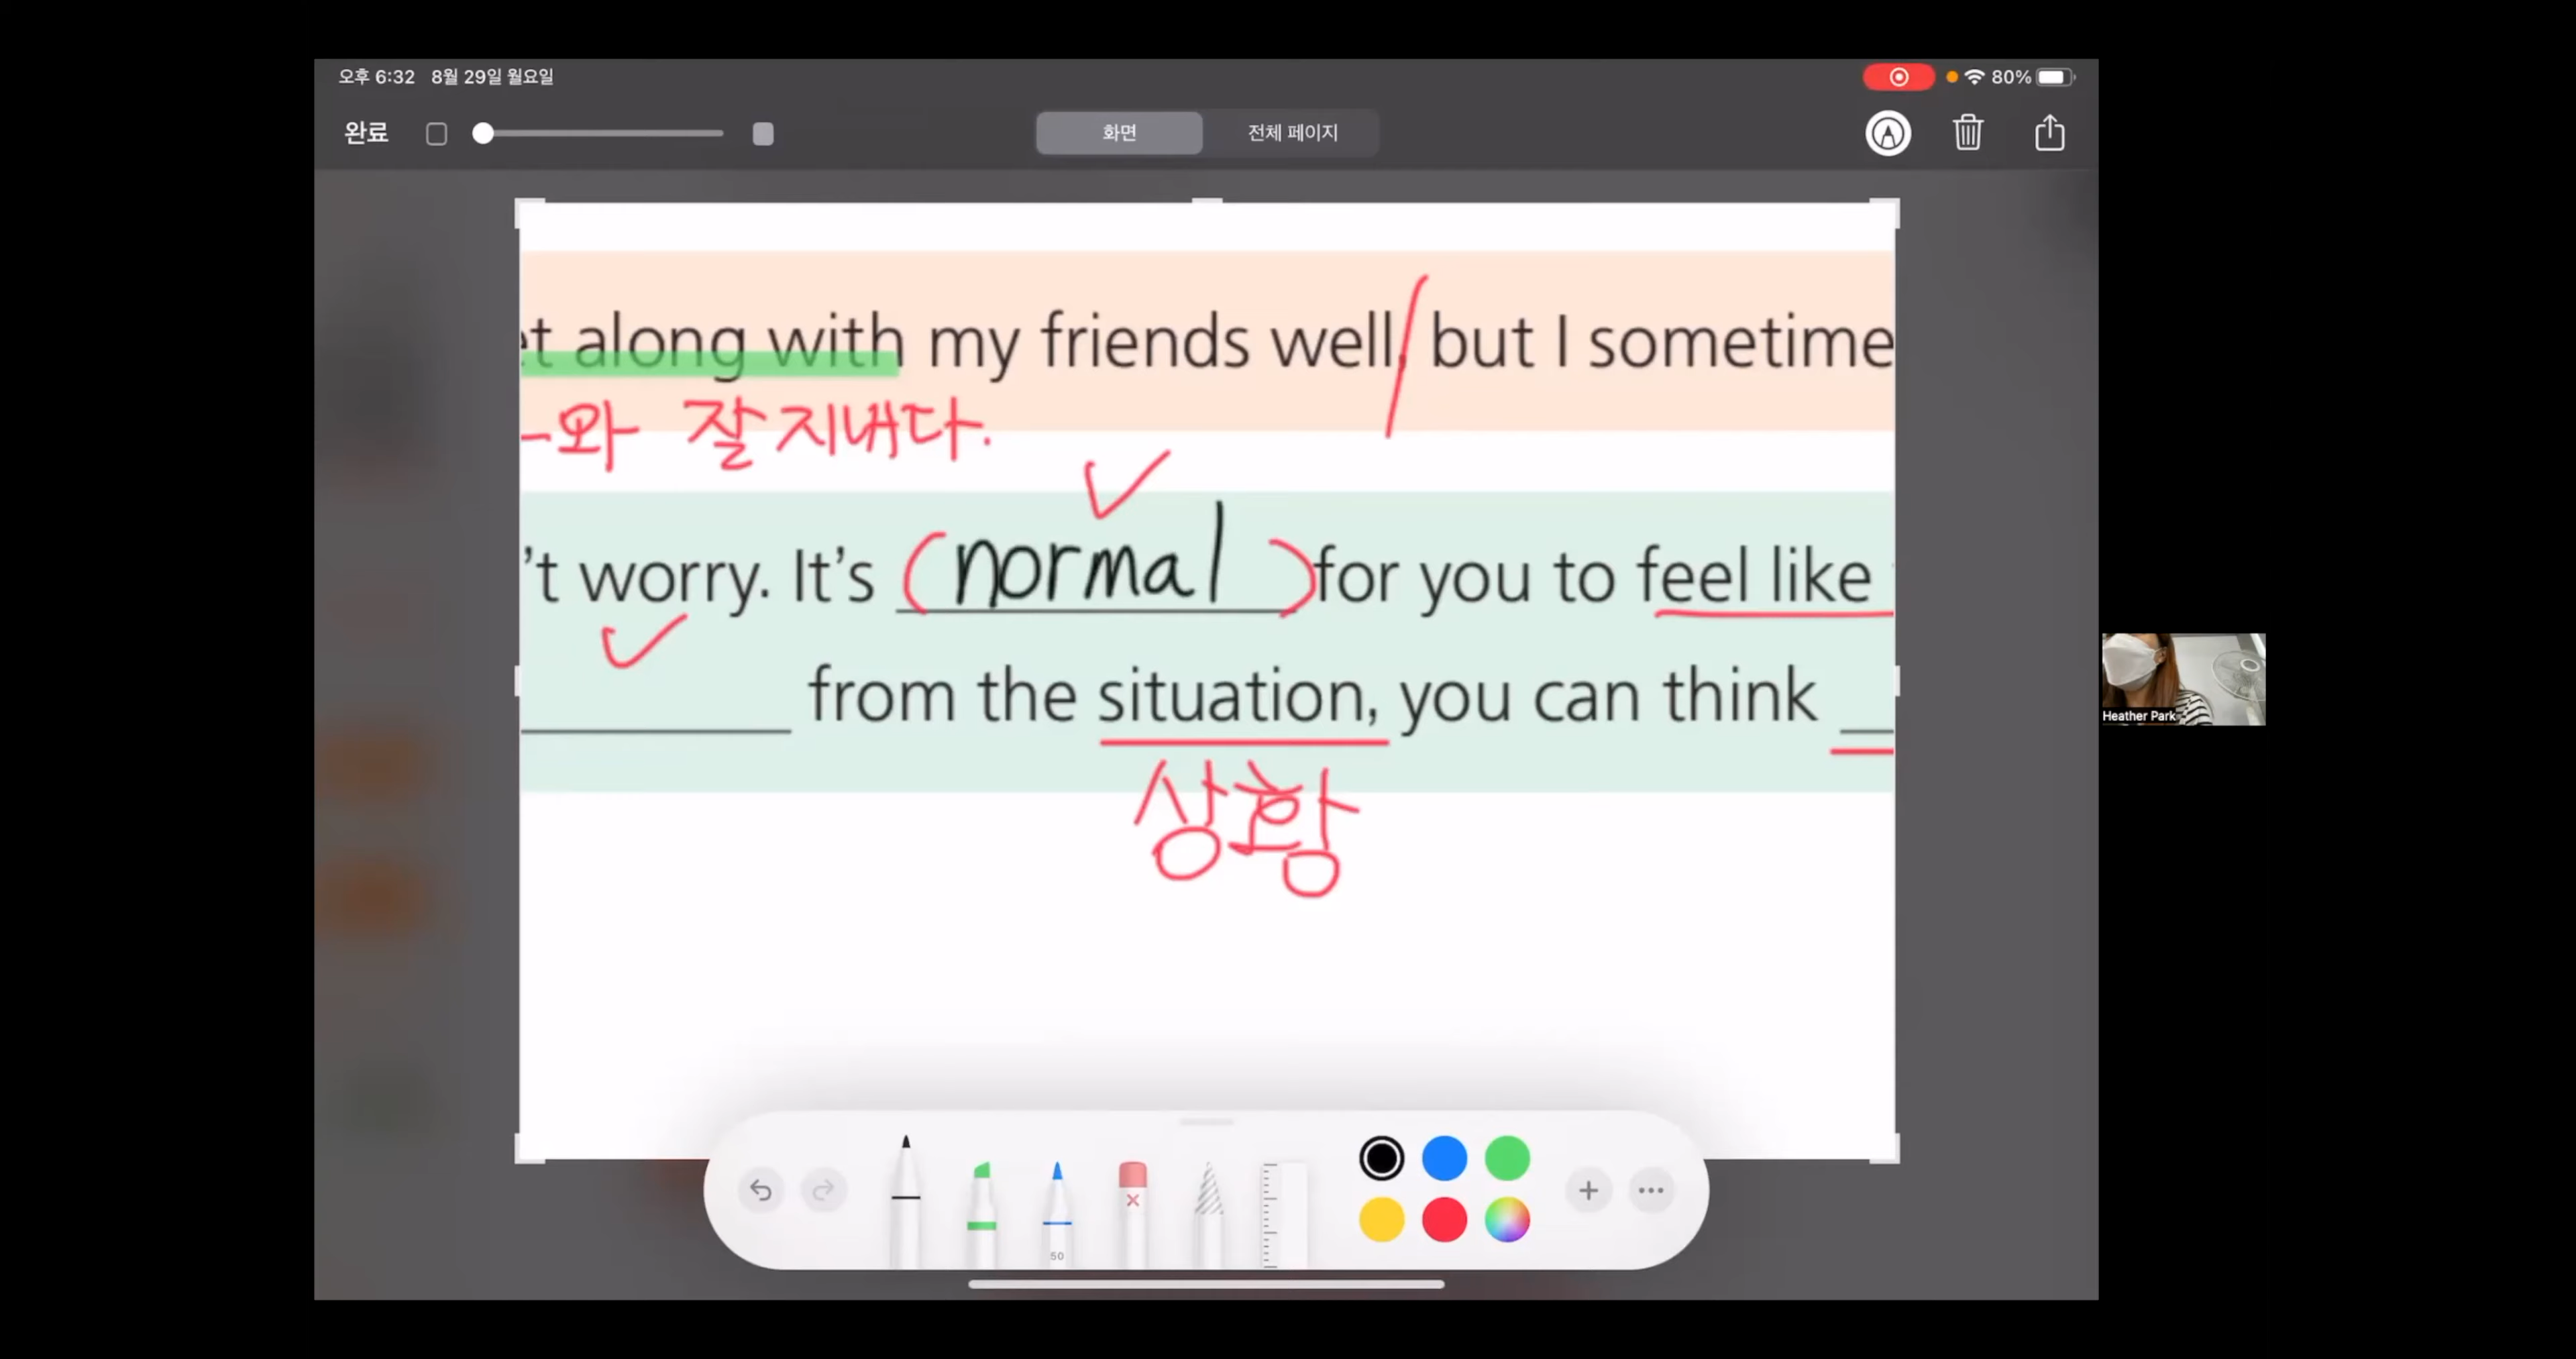 오후 6:32 8월 29일 월요일
80%
완료
화면
전체 페이지
et along with my friends well, but I sometime
~와 잘 지내다.
't worry. It's (normal) for you to feel like
from the situation, you can think
상황
50
Heather Park